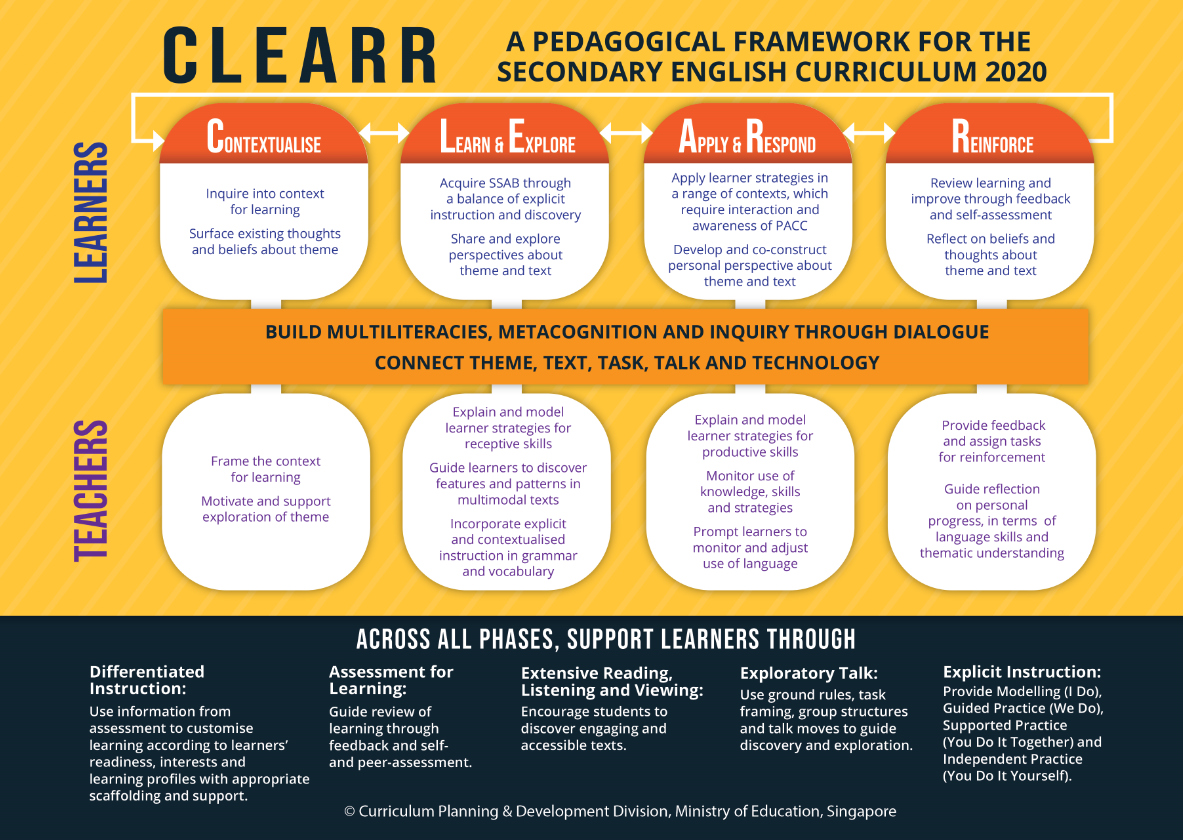 CLEARR
A PEDAGOGICAL FRAMEWORK FOR THE
SECONDARY ENGLISH CURRICULUM 2020
LEARNERS
CONTEXTUALISE
Inquire into context
for learning
Surface existing thoughts
and beliefs about theme
LEARN & EXPLORE
Acquire SSAB through
a balance of explicit
instruction and discovery
Share and explore
perspectives about
theme and text
APPLY & RESPOND
Apply learner strategies in
a range of contexts, which
require interaction and
awareness of PACC
Develop and co-construct
personal perspective about
theme and text
REINFORCE
Review learning and
improve through feedback
and self-assessment
Reflect on beliefs and
thoughts about
theme and text
BUILD MULTILITERACIES, METACOGNITION AND INQUIRY THROUGH DIALOGUE
CONNECT THEME, TEXT, TASK, TALK AND TECHNOLOGY
TEACHERS
Frame the context
for learning
Motivate and support
exploration of theme
Explain and model
learner strategies for
receptive skills
Guide learners to discover
features and patterns in
multimodal texts
Incorporate explicit
and contextualised
instruction in grammar
and vocabulary
Explain and model
learner strategies for
productive skills
Monitor use of
knowledge, skills
and strategies
Prompt learners to
monitor and adjust
use of language
Provide feedback
and assign tasks
for reinforcement
Guide reflection
on personal
progress, in terms of
language skills and
thematic understanding
ACROSS ALL PHASES, SUPPORT LEARNERS THROUGH
Differentiated
Instruction:
Use information from
assessment to customise
learning according to learners'
readiness, interests and
learning profiles with appropriate
scaffolding and support.
Assessment for
Learning:
Guide review of
learning through
feedback and self-
and peer-assessment.
Extensive Reading,
Listening and Viewing:
Encourage students to
discover engaging and
accessible texts.
Exploratory Talk:
Use ground rules, task
framing, group structures
and talk moves to guide
discovery and exploration.
Explicit Instruction:
Provide Modelling (I Do),
Guided Practice (We Do),
Supported Practice
(You Do It Together) and
Independent Practice
(You Do It Yourself).
© Curriculum Planning & Development Division, Ministry of Education, Singapore